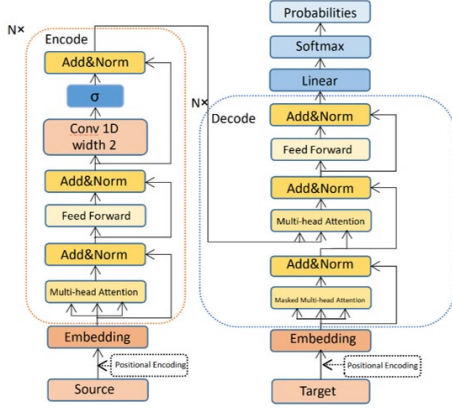 N×
Encode
Add&Norm
σ
Conv 1D
width 2
Add&Norm
Feed Forward
Add&Norm
Multi-head Attention
Embedding
Positional Encoding
Source
Probabilities
Softmax
Linear
N×
Decode
Add&Norm
Feed Forward
Add&Norm
Multi-head Attention
Add&Norm
Masked Multi-head Attention
Embedding
Positional Encoding
Target